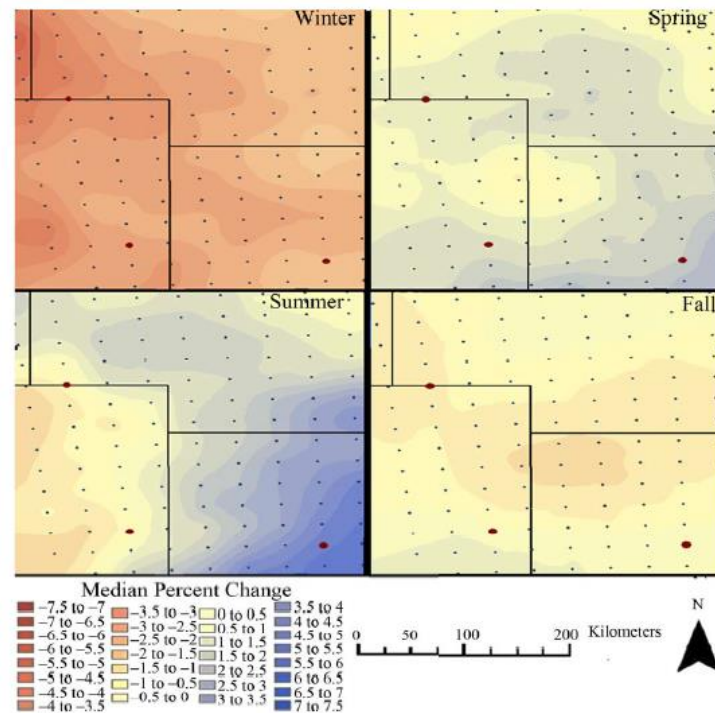 Winter
Spring
Summer
Fall
Median Percent Change
−7.5 to −7
−7 to −6.5
−6.5 to −6
−6 to −5.5
−5.5 to −5
−5 to −4.5
−4.5 to −4
−4 to −3.5
−3.5 to −3
−3 to −2.5
−2.5 to −2
−2 to −1.5
−1.5 to −1
−1 to −0.5
−0.5 to 0
0 to 0.5
0.5 to 1
1 to 1.5
1.5 to 2
2 to 2.5
2.5 to 3
3 to 3.5
3.5 to 4
4 to 4.5
4.5 to 5
5 to 5.5
5.5 to 6
6 to 6.5
6.5 to 7
7 to 7.5
0 25 50 100 200 Kilometers
N